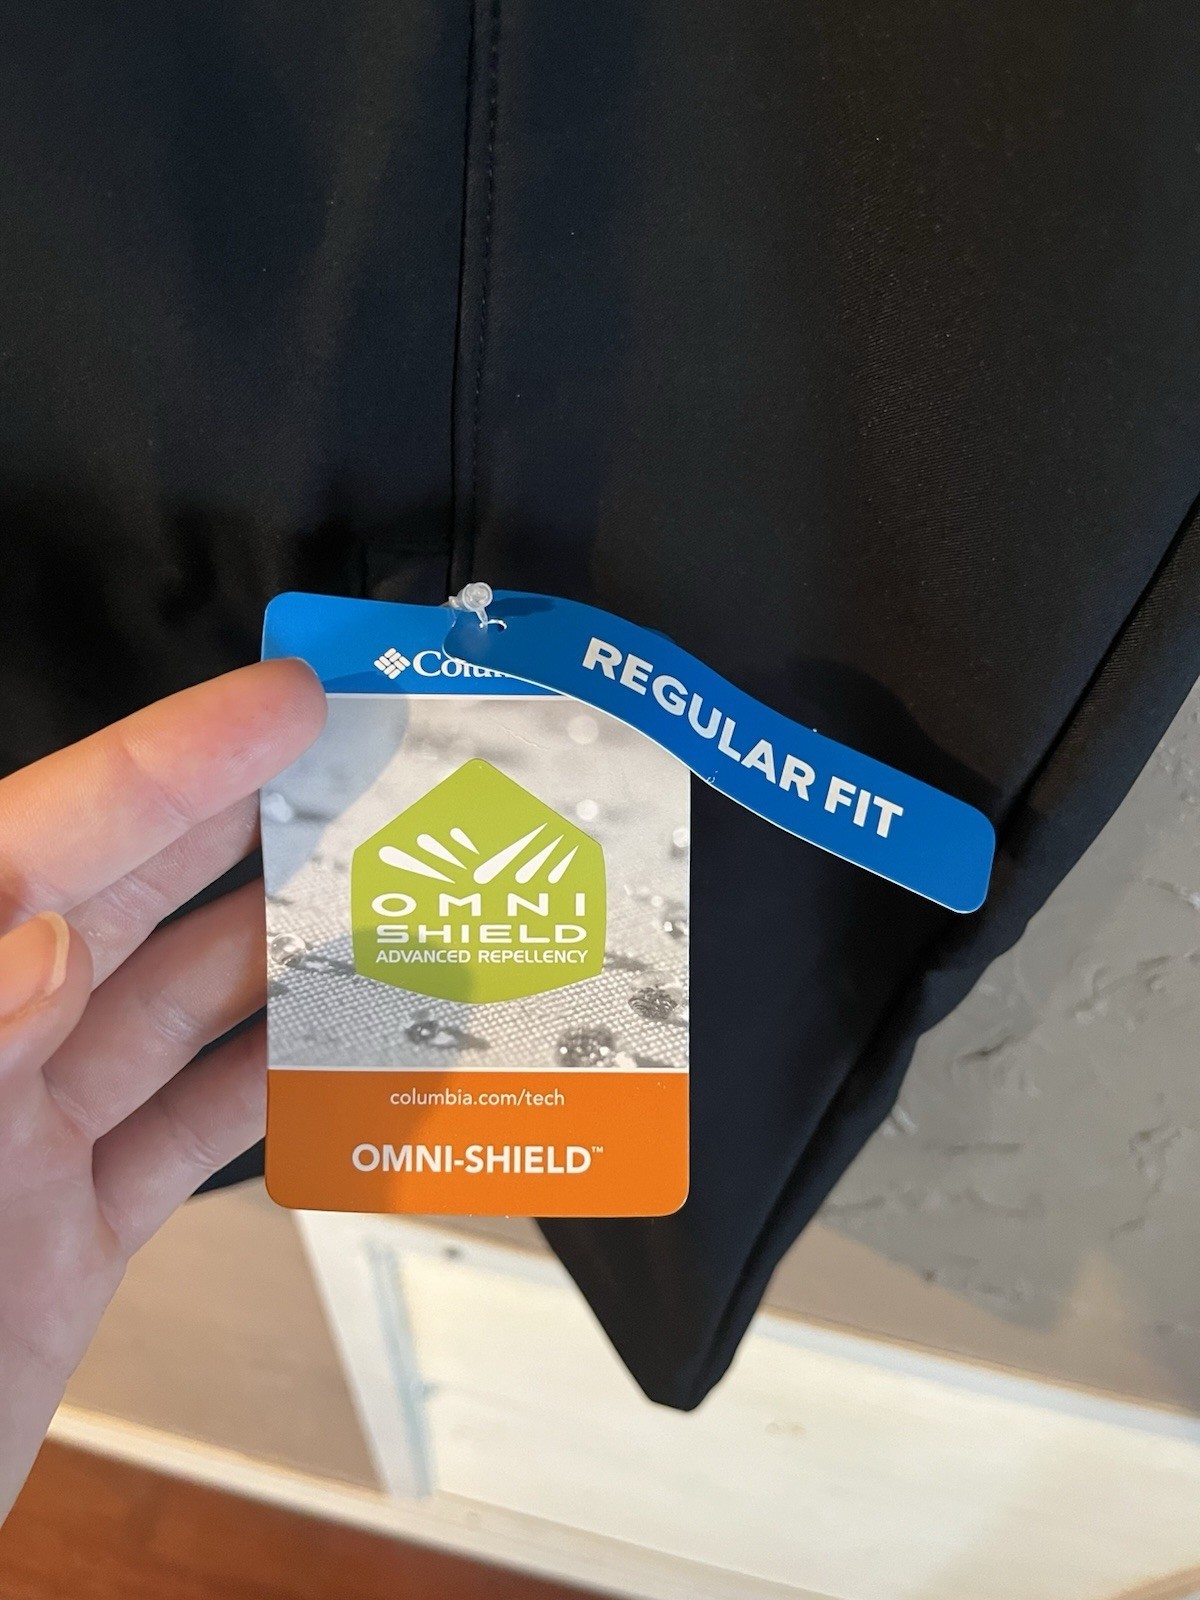 REGULAR FIT
OMNI
SHIELD
ADVANCED REPELLENCY
columbia.com/tech
OMNI-SHIELD™